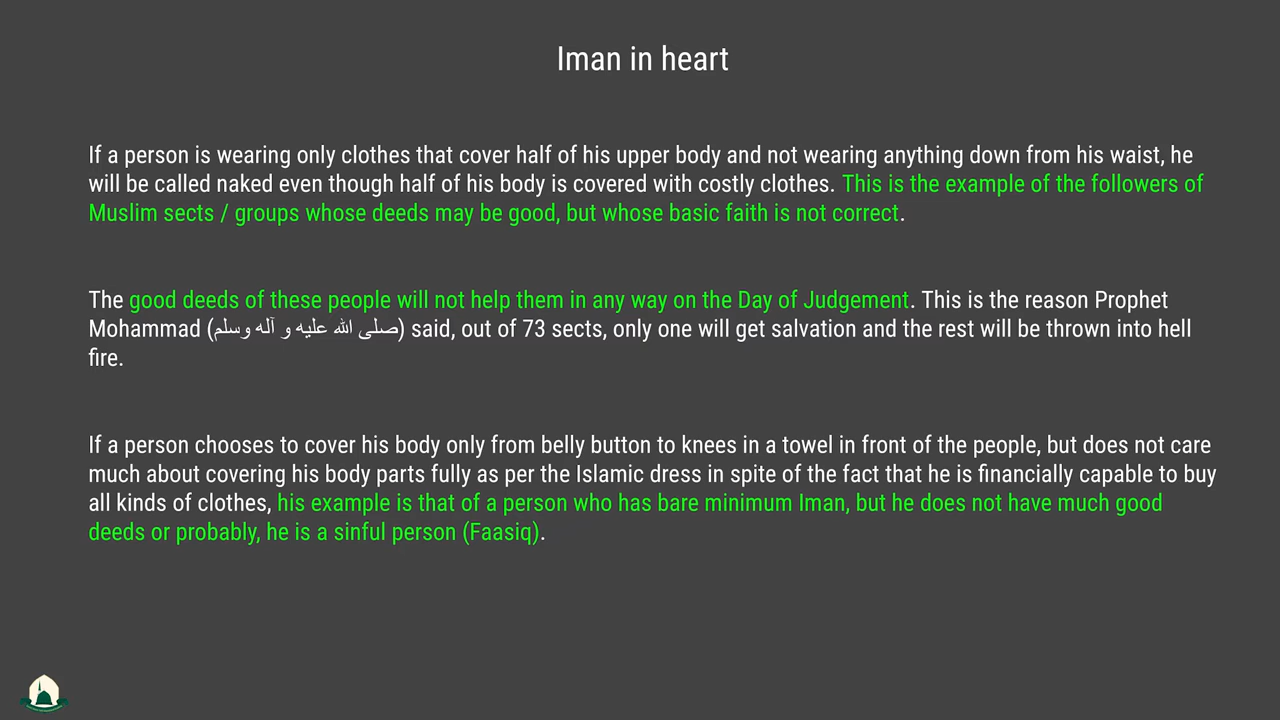 Iman in heart
If a person is wearing only clothes that cover half of his upper body and not wearing anything down from his waist, he
will be called naked even though half of his body is covered with costly clothes. This is the example of the followers of
Muslim sects / groups whose deeds may be good, but whose basic faith is not correct.
The good deeds of these people will not help them in any way on the Day of Judgement. This is the reason Prophet
Mohammad (صلى الله عليه و آله وسلم) said, out of 73 sects, only one will get salvation and the rest will be thrown into hell
fire.
If a person chooses to cover his body only from belly button to knees in a towel in front of the people, but does not care
much about covering his body parts fully as per the Islamic dress in spite of the fact that he is financially capable to buy
all kinds of clothes, his example is that of a person who has bare minimum Iman, but he does not have much good
deeds or probably, he is a sinful person (Faasiq).